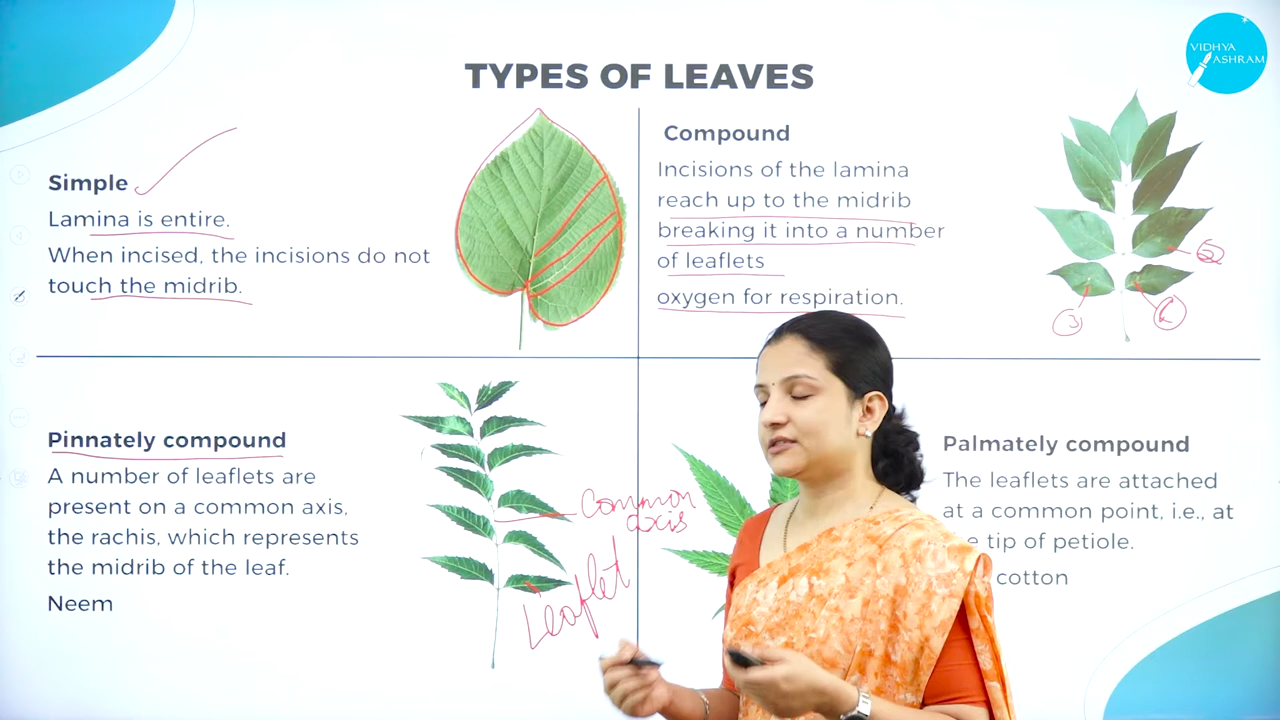 VIDHYA
ASHRAM
TYPES OF LEAVES
Simple
Lamina is entire.
When incised, the incisions do not
touch the midrib.
Compound
Incisions of the lamina
reach up to the midrib
breaking it into a number
of leaflets
oxygen for respiration.
3
2
1
Pinnately compound
A number of leaflets are
present on a common axis,
the rachis, which represents
the midrib of the leaf.
Neem
Common
axis
Leaflet
Palmately compound
The leaflets are attached
at a common point, i.e., at
tip of petiole.
cotton